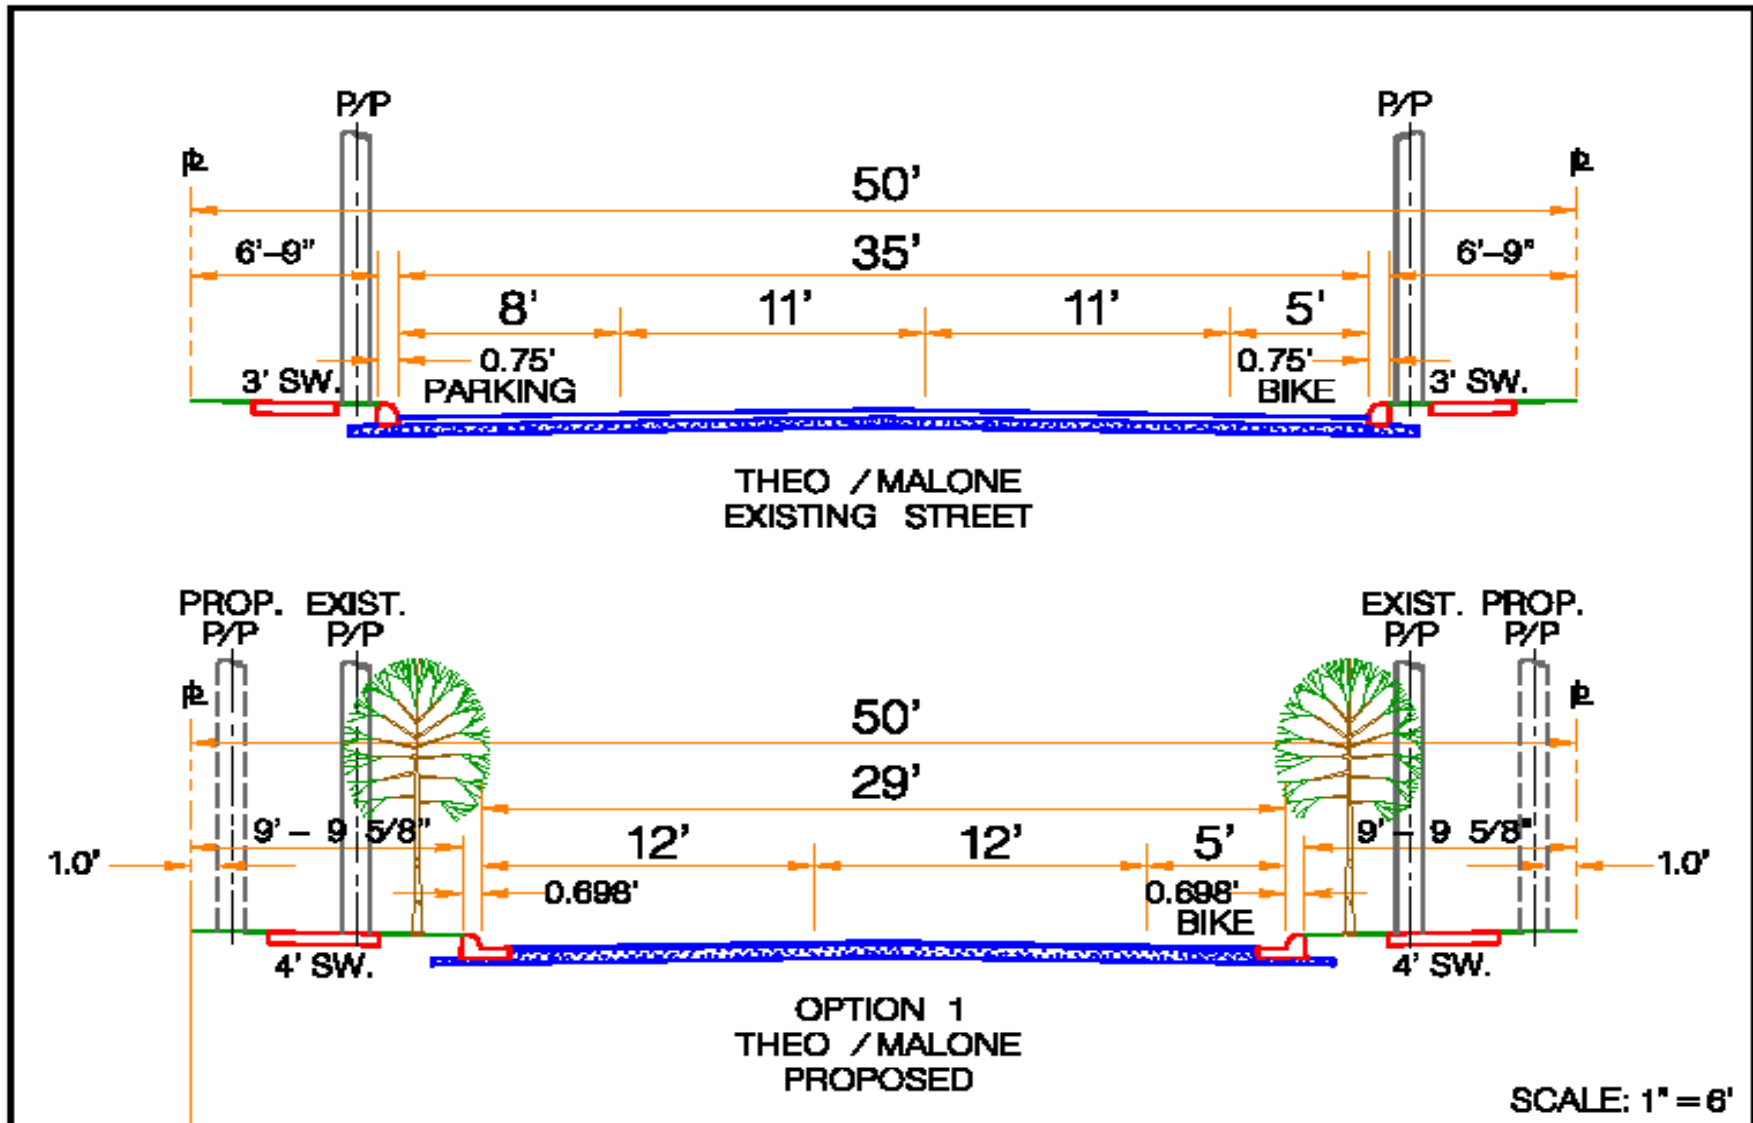 P/P P/P
℄ ℄
50'
6'-9" 35' 6'-9"
8' 11' 11' 5'
0.75' 0.75'
3' SW. PARKING BIKE 3' SW.
THEO / MALONE
EXISTING STREET
PROP. EXIST. EXIST. PROP.
P/P P/P P/P P/P
℄ ℄
50'
29'
9' - 9 5/8" 12' 12' 5' 9' - 9 5/8"
1.0' 1.0'
0.698' 0.698'
BIKE
4' SW. 4' SW.
OPTION 1
THEO / MALONE
PROPOSED
SCALE: 1" = 6'